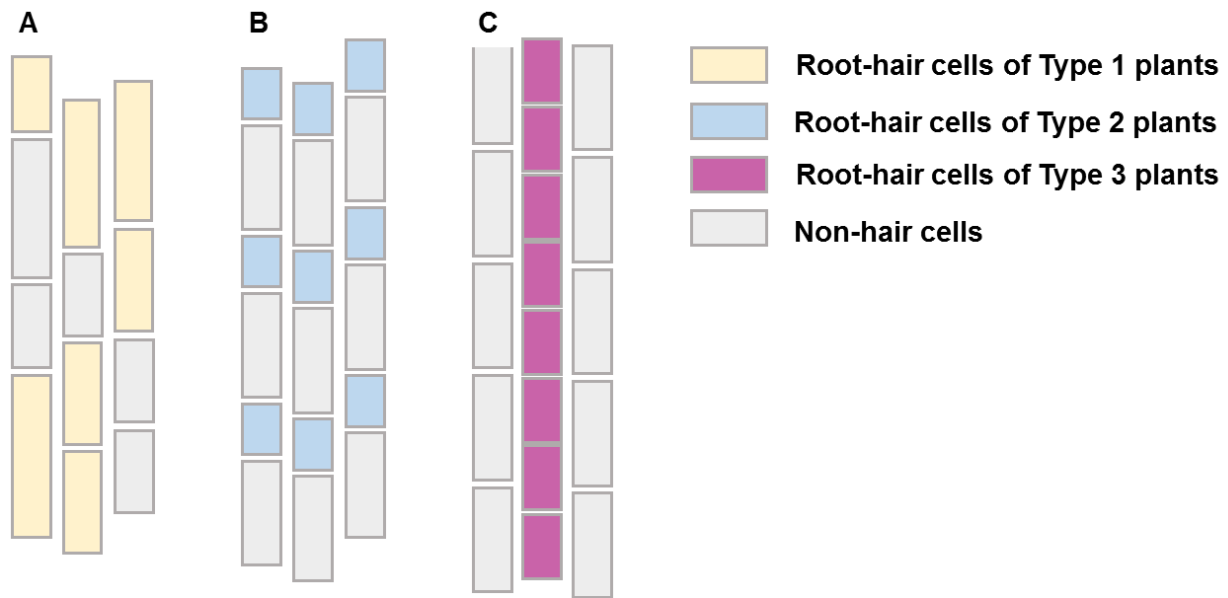 A
B
C
Root-hair cells of Type 1 plants
Root-hair cells of Type 2 plants
Root-hair cells of Type 3 plants
Non-hair cells